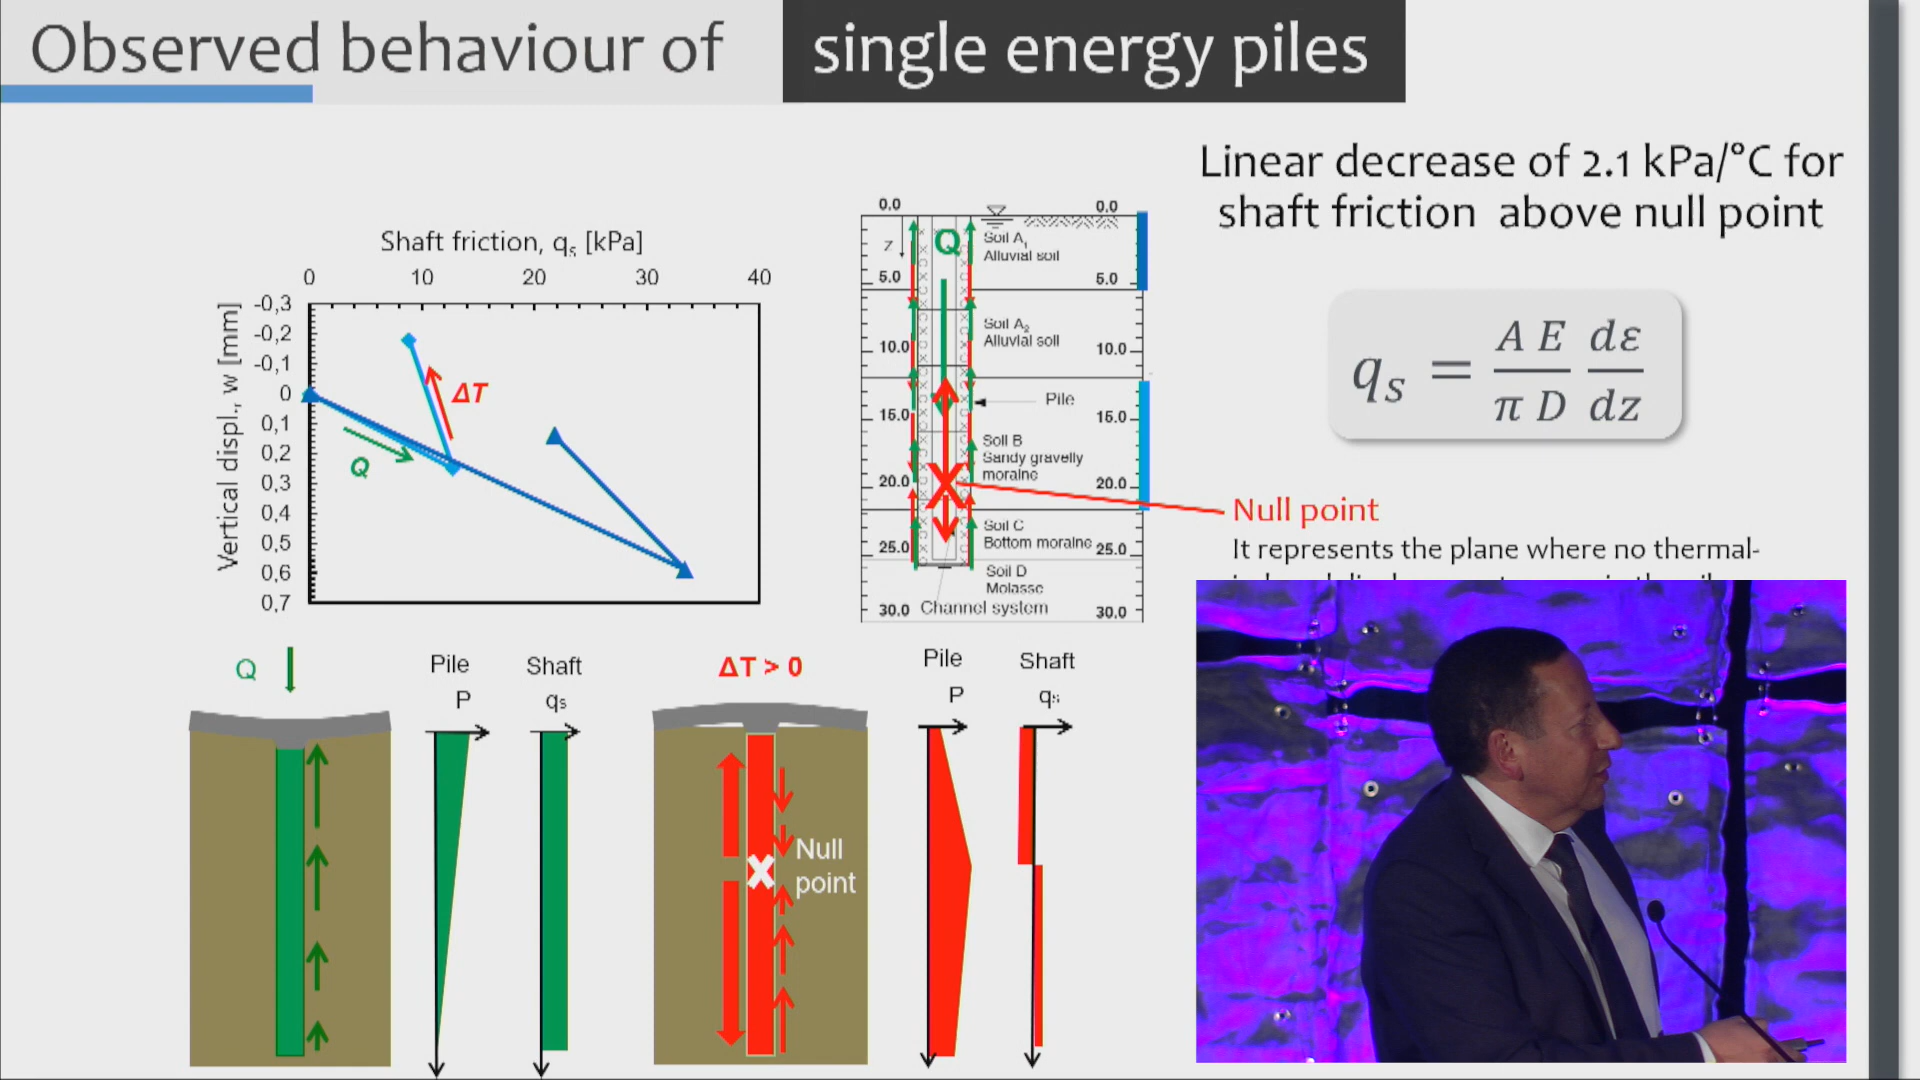 Observed behaviour of single energy piles
Linear decrease of 2.1 kPa/°C for
shaft friction above null point
Shaft friction, qs [kPa]
0 10 20 30 40
Vertical displ., w [mm]
-0,3
-0,2
-0,1
0
0,1
0,2
0,3
0,4
0,5
0,6
0,7
ΔT
Q
0.0 0.0
z
Q
Soil A1
Alluvial soil
5.0 5.0
Soil A2
Alluvial soil
10.0 10.0
Pile
15.0 15.0
Soil B
Sandy gravelly
moraine
20.0 20.0
Soil C
Bottom moraine
25.0 25.0
Soil D
Molasse
Channel system
30.0 30.0
qs = A E / π D dε / dz
Null point
It represents the plane where no thermal-
Q
Pile
P
Shaft
qs
ΔT > 0
Pile
P
Shaft
qs
Null
point